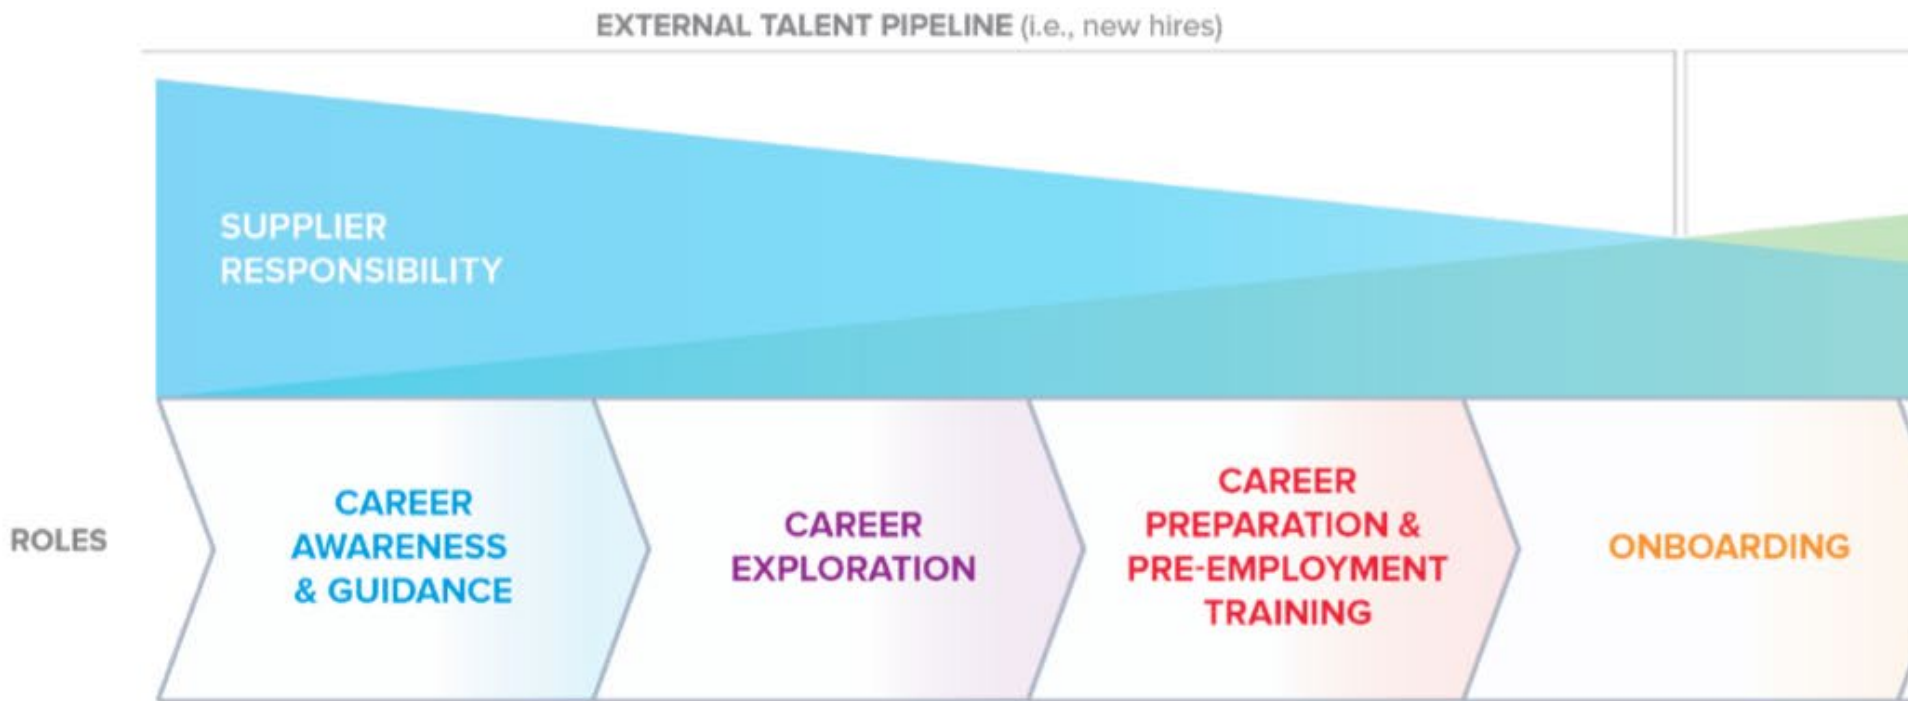 EXTERNAL TALENT PIPELINE (i.e., new hires)
SUPPLIER
RESPONSIBILITY
ROLES
CAREER
AWARENESS
& GUIDANCE
CAREER
EXPLORATION
CAREER
PREPARATION &
PRE-EMPLOYMENT
TRAINING
ONBOARDING